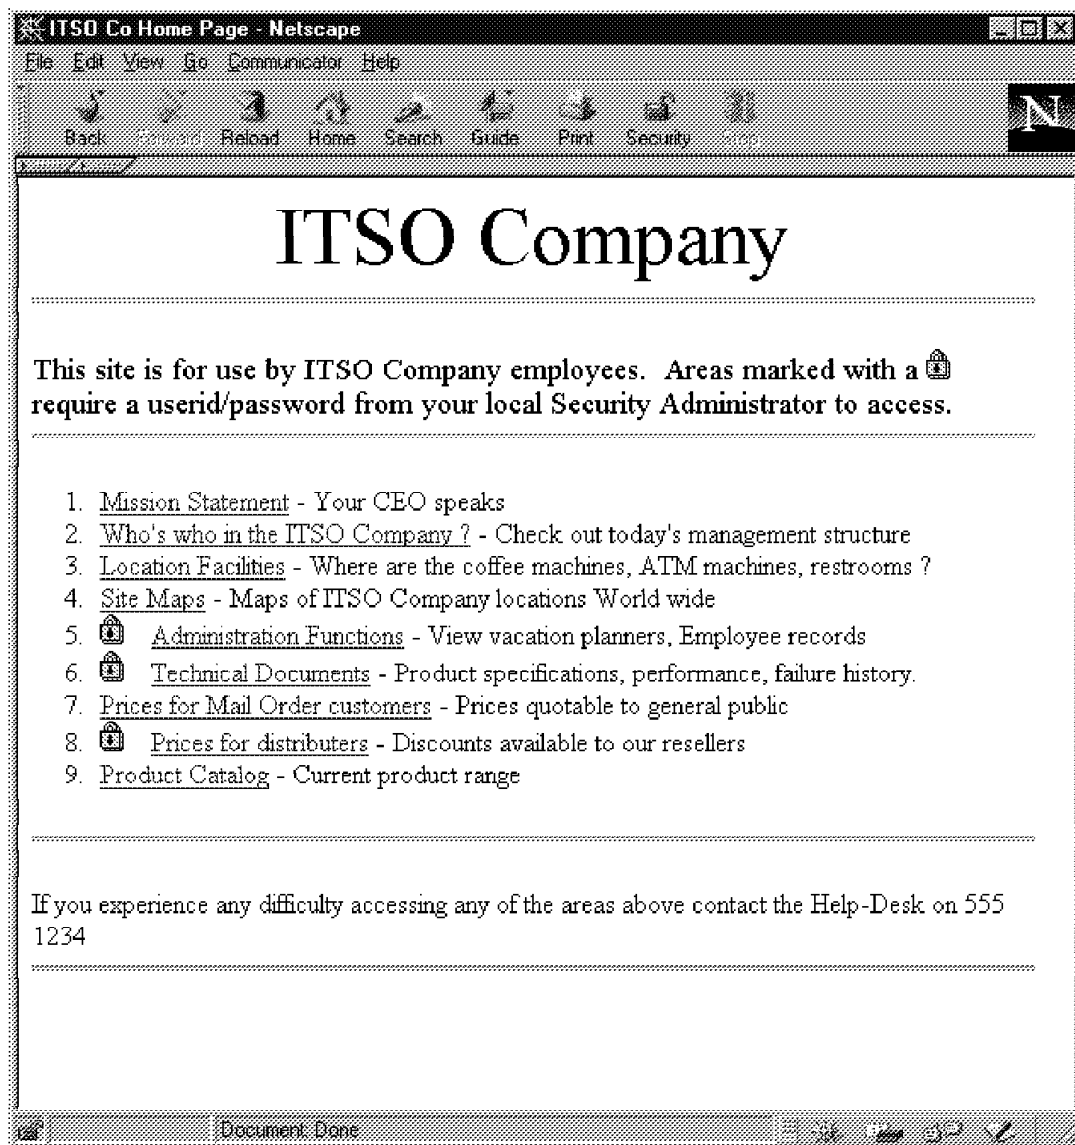 ITSO Co Home Page - Netscape
File Edit View Go Communicator Help
Back Forward Reload Home Search Guide Print Security Stop
N
ITSO Company
This site is for use by ITSO Company employees. Areas marked with a
require a userid/password from your local Security Administrator to access.
1. Mission Statement - Your CEO speaks
2. Who's who in the ITSO Company ? - Check out today's management structure
3. Location Facilities - Where are the coffee machines, ATM machines, restrooms ?
4. Site Maps - Maps of ITSO Company locations World wide
5. Administration Functions - View vacation planners, Employee records
6. Technical Documents - Product specifications, performance, failure history.
7. Prices for Mail Order customers - Prices quotable to general public
8. Prices for distributers - Discounts available to our resellers
9. Product Catalog - Current product range
If you experience any difficulty accessing any of the areas above contact the Help-Desk on 555
1234
Document: Done